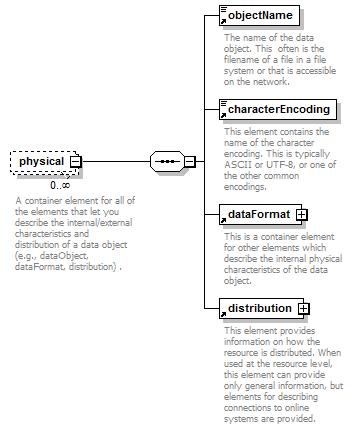 objectName
The name of the data
object. This often is the
filename of a file in a file
system or that is accessible
on the network.
characterEncoding
This element contains
the name of the character
encoding. This is typically
ASCII or UTF-8, or one of
the other common
encodings.
physical
0..∞
A container element for all of
the elements that let you
describe the internal/external
characteristics and
distribution of a data object
(e.g., dataObject,
dataFormat, distribution) .
dataFormat
This is a container element
for other elements which
describe the internal physical
characteristics of the data
object.
distribution
This element provides
information on how the
resource is distributed. When
used at the resource level,
this element can provide
only general information, but
elements for describing
connections to online
systems are provided.